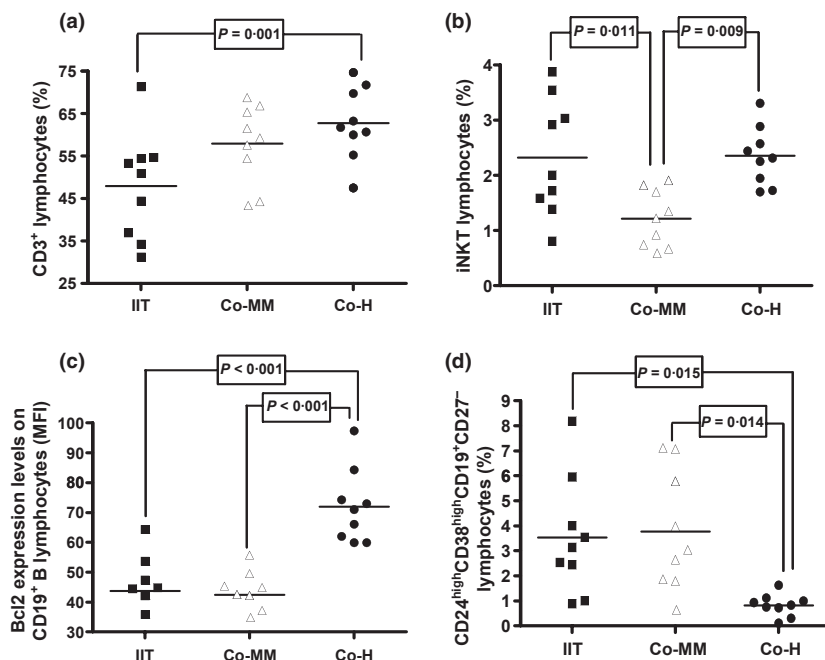 (a)
P = 0·001
75
65
55
45
35
25
CD3⁺ lymphocytes (%)
IIT
Co-MM
Co-H
(b)
P = 0·011
P = 0·009
4
3
2
1
0
iNKT lymphocytes (%)
IIT
Co-MM
Co-H
(c)
P < 0·001
P < 0·001
100
90
80
70
60
50
40
30
Bcl2 expression levels on
CD19⁺ B lymphocytes (MFI)
IIT
Co-MM
Co-H
(d)
P = 0·015
P = 0·014
9
8
7
6
5
4
3
2
1
0
CD24ʰⁱᵍʰCD38ʰⁱᵍʰCD19⁺CD27⁻
lymphocytes (%)
IIT
Co-MM
Co-H